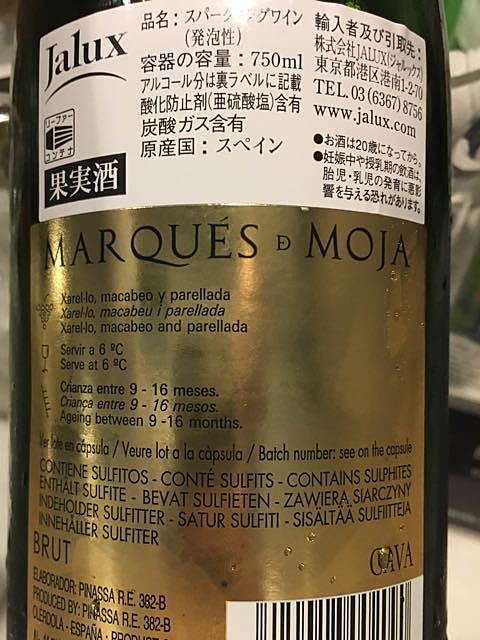 Jalux
リーファー
コンテナ
果実酒
品名：スパークリングワイン
(発泡性)
容器の容量：750ml
アルコール分は裏ラベルに記載
酸化防止剤(亜硫酸塩)含有
炭酸ガス含有
原産国：スペイン
輸入者及び引取先：
株式会社JALUX(ジャルックス)
東京都港区港南1-2-70
TEL.03(6367)8756
www.jalux.com
●お酒は20歳になってから。
●妊娠中や授乳期の飲酒は、
胎児・乳児の発育に悪影
響を与える恐れがあります。
MARQUÉS D MOJA
Xarel·lo, macabeo y parellada
Xarel·lo, macabeu i parellada
Xarel·lo, macabeo and parellada
Servir a 6 ºC
Serve at 6 ºC
Crianza entre 9 - 16 meses.
Criança entre 9 - 16 mesos.
Ageing between 9 -16 months.
Ver lote en cápsula / Veure lot a la càpsula / Batch number: see on the capsule
CONTIENE SULFITOS - CONTÉ SULFITS - CONTAINS SULPHITES
ENTHÄLT SULFITE - BEVAT SULFIETEN - ZAWIERA SIARCZYNY
INDEHOLDER SULFITTER - SATUR SULFITI - SISÄLTÄÄ SULFIITTEJA
INNEHÅLLER SULFITER
BRUT
CAVA
ELABORADOR: PINASSA R.E. 382-B
PRODUCED BY: PINASSA R.E. 382-B
OLÈRDOLA - ESPAÑA - PRODUCT